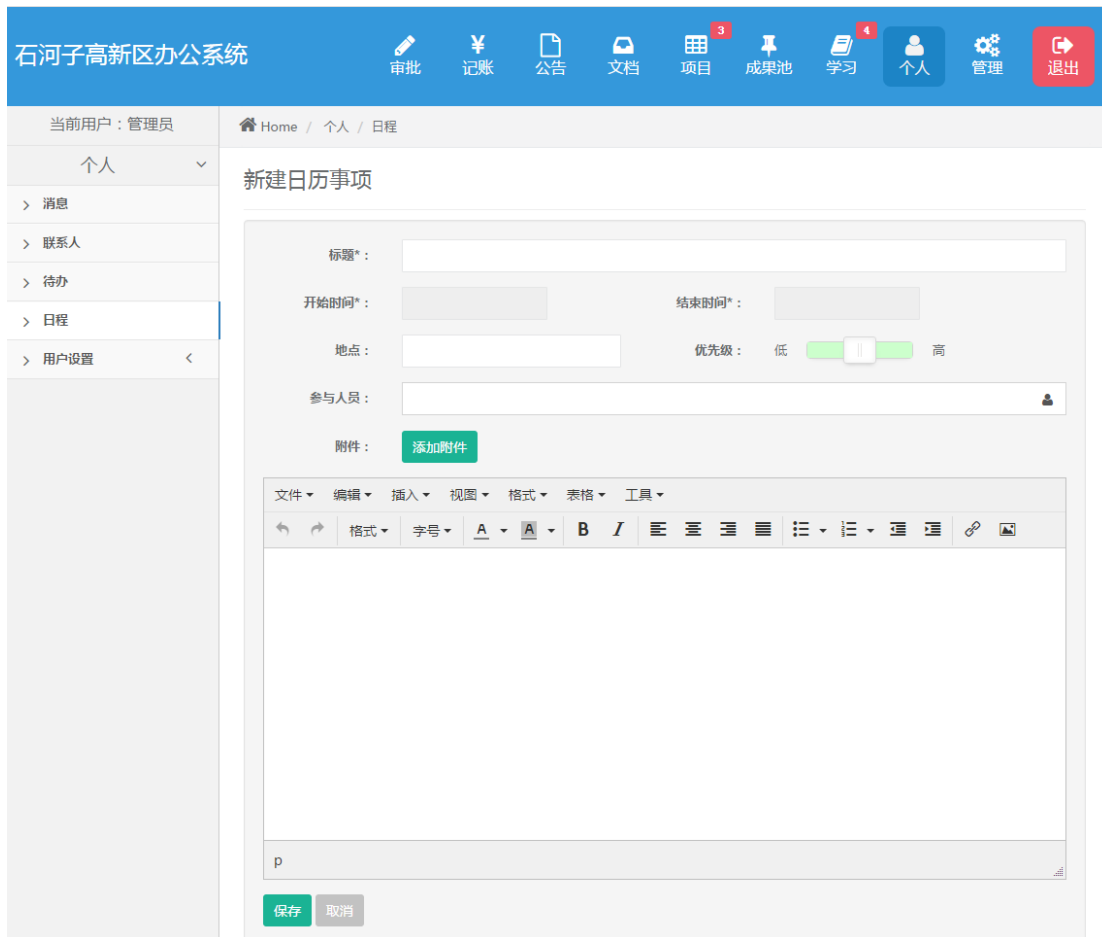 石河子高新区办公系统
审批 记账 公告 文档 项目 3 成果池 学习 4 个人 管理 退出
当前用户：管理员
Home / 个人 / 日程
个人
新建日历事项
消息
联系人
待办
日程
用户设置
标题*：
开始时间*： 结束时间*：
地点： 优先级： 低 高
参与人员：
附件： 添加附件
文件 编辑 插入 视图 格式 表格 工具
格式 字号 A A B I
p
保存 取消